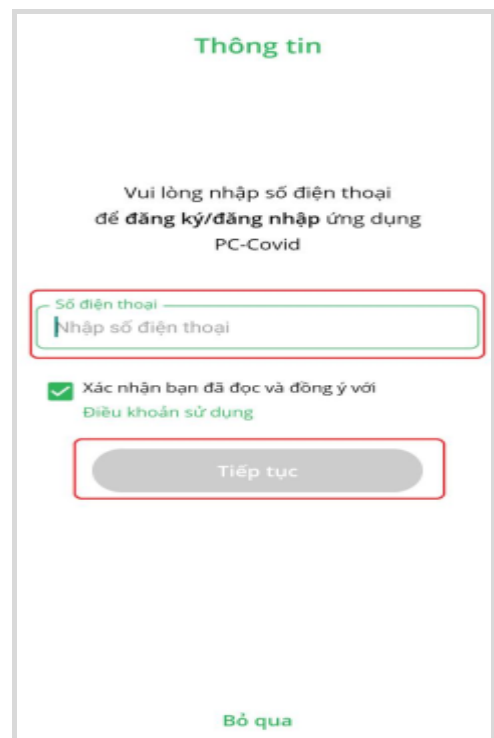 Thông tin
Vui lòng nhập số điện thoại
để đăng ký/đăng nhập ứng dụng
PC-Covid
Số điện thoại
Nhập số điện thoại
Xác nhận bạn đã đọc và đồng ý với
Điều khoản sử dụng
Tiếp tục
Bỏ qua